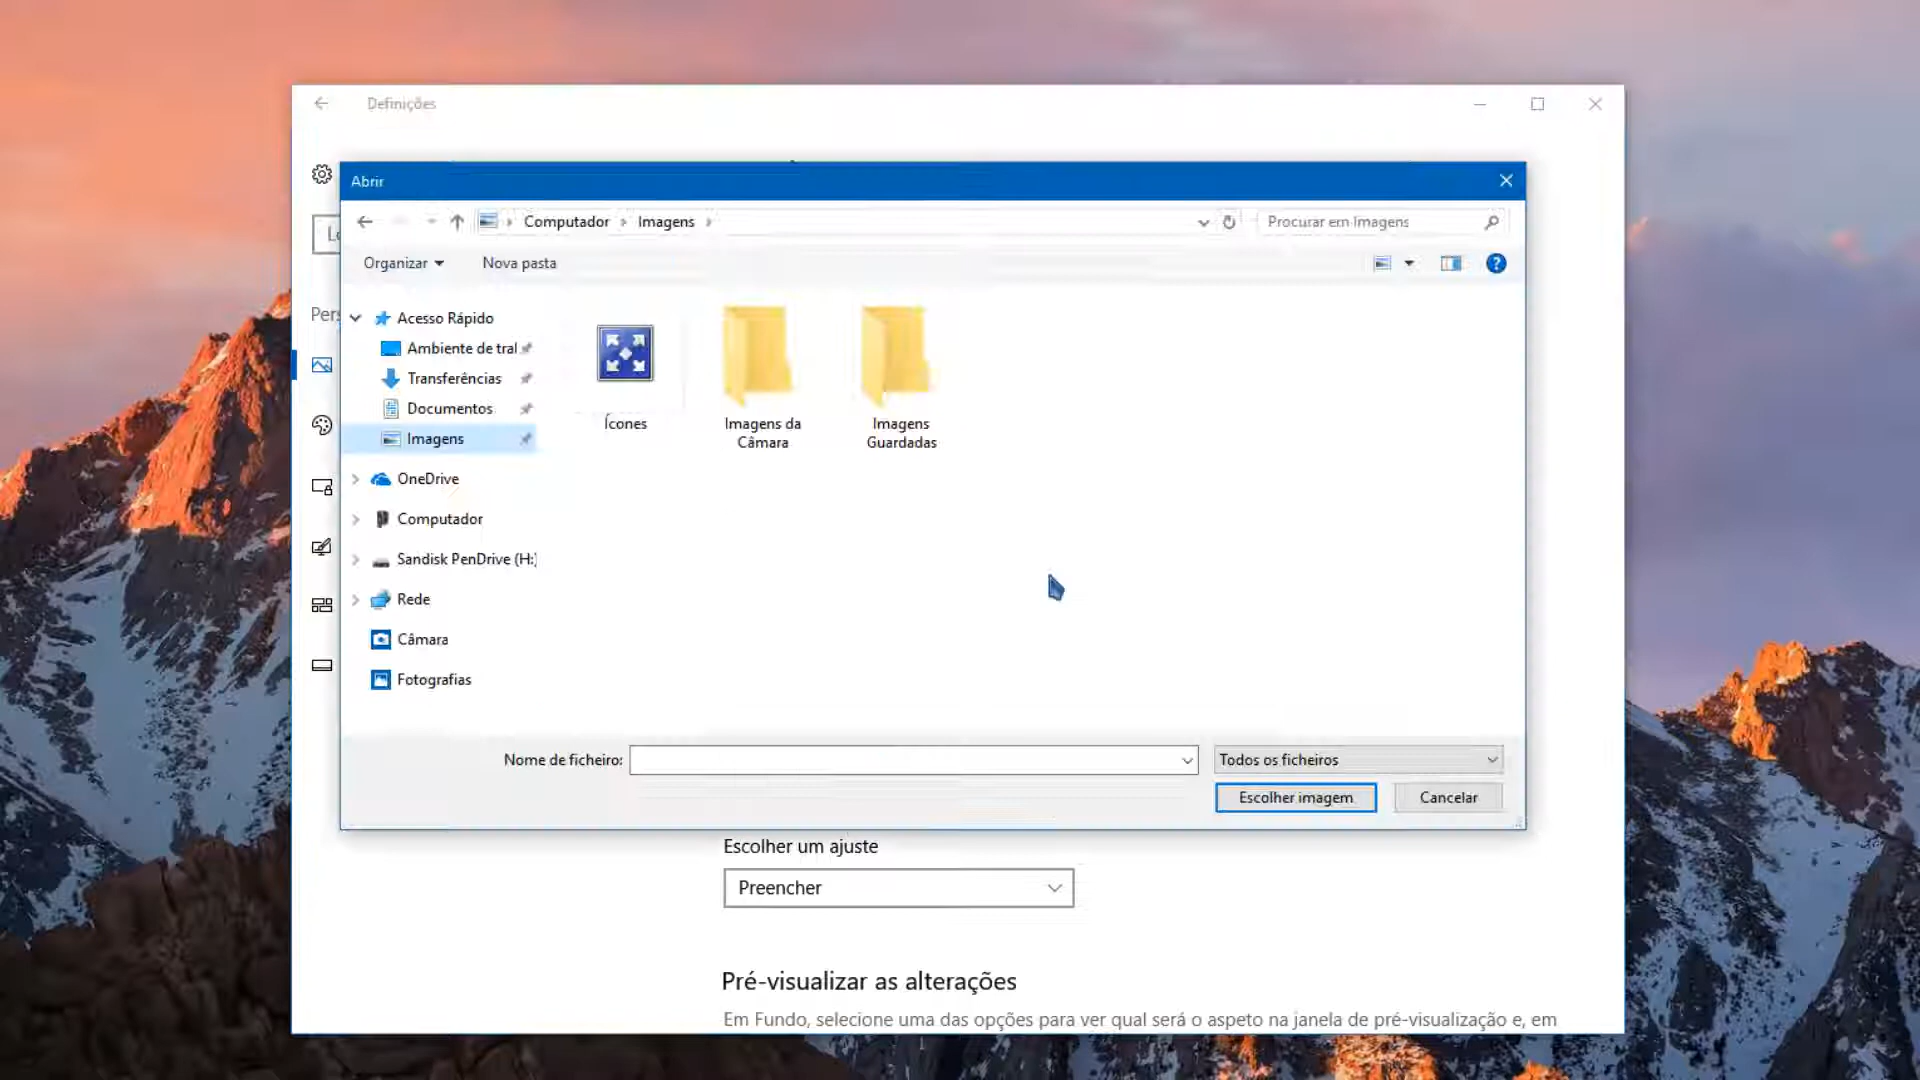 Definições
Abrir
Computador
Imagens
Procurar em Imagens
Organizar
Nova pasta
Acesso Rápido
Ambiente de tral
Transferências
Documentos
Imagens
OneDrive
Computador
Sandisk PenDrive (H:)
Rede
Câmara
Fotografias
Ícones
Imagens da
Câmara
Imagens
Guardadas
Nome de ficheiro:
Todos os ficheiros
Escolher imagem
Cancelar
Escolher um ajuste
Preencher
Pré-visualizar as alterações
Em Fundo, selecione uma das opções para ver qual será o aspeto na janela de pré-visualização e, em